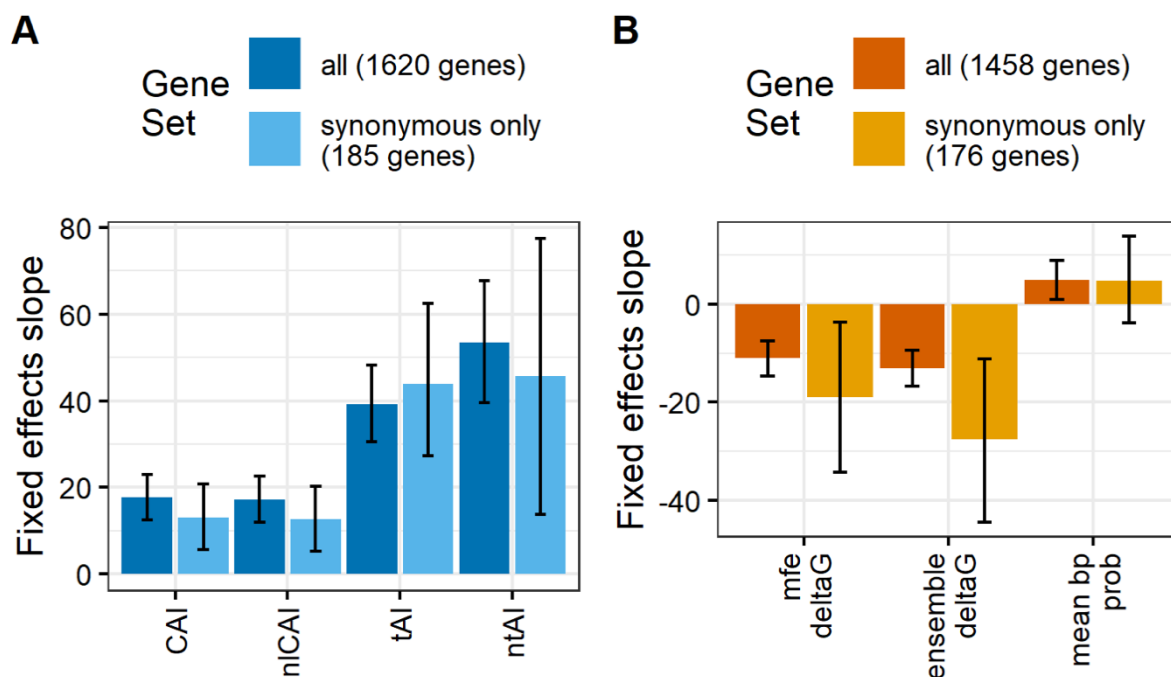 A
Gene
Set
all (1620 genes)
synonymous only
(185 genes)
Fixed effects slope
80
60
40
20
0
CAI
nlCAI
tAI
ntAI
B
Gene
Set
all (1458 genes)
synonymous only
(176 genes)
Fixed effects slope
0
-20
-40
mfe
deltaG
ensemble
deltaG
mean bp
prob